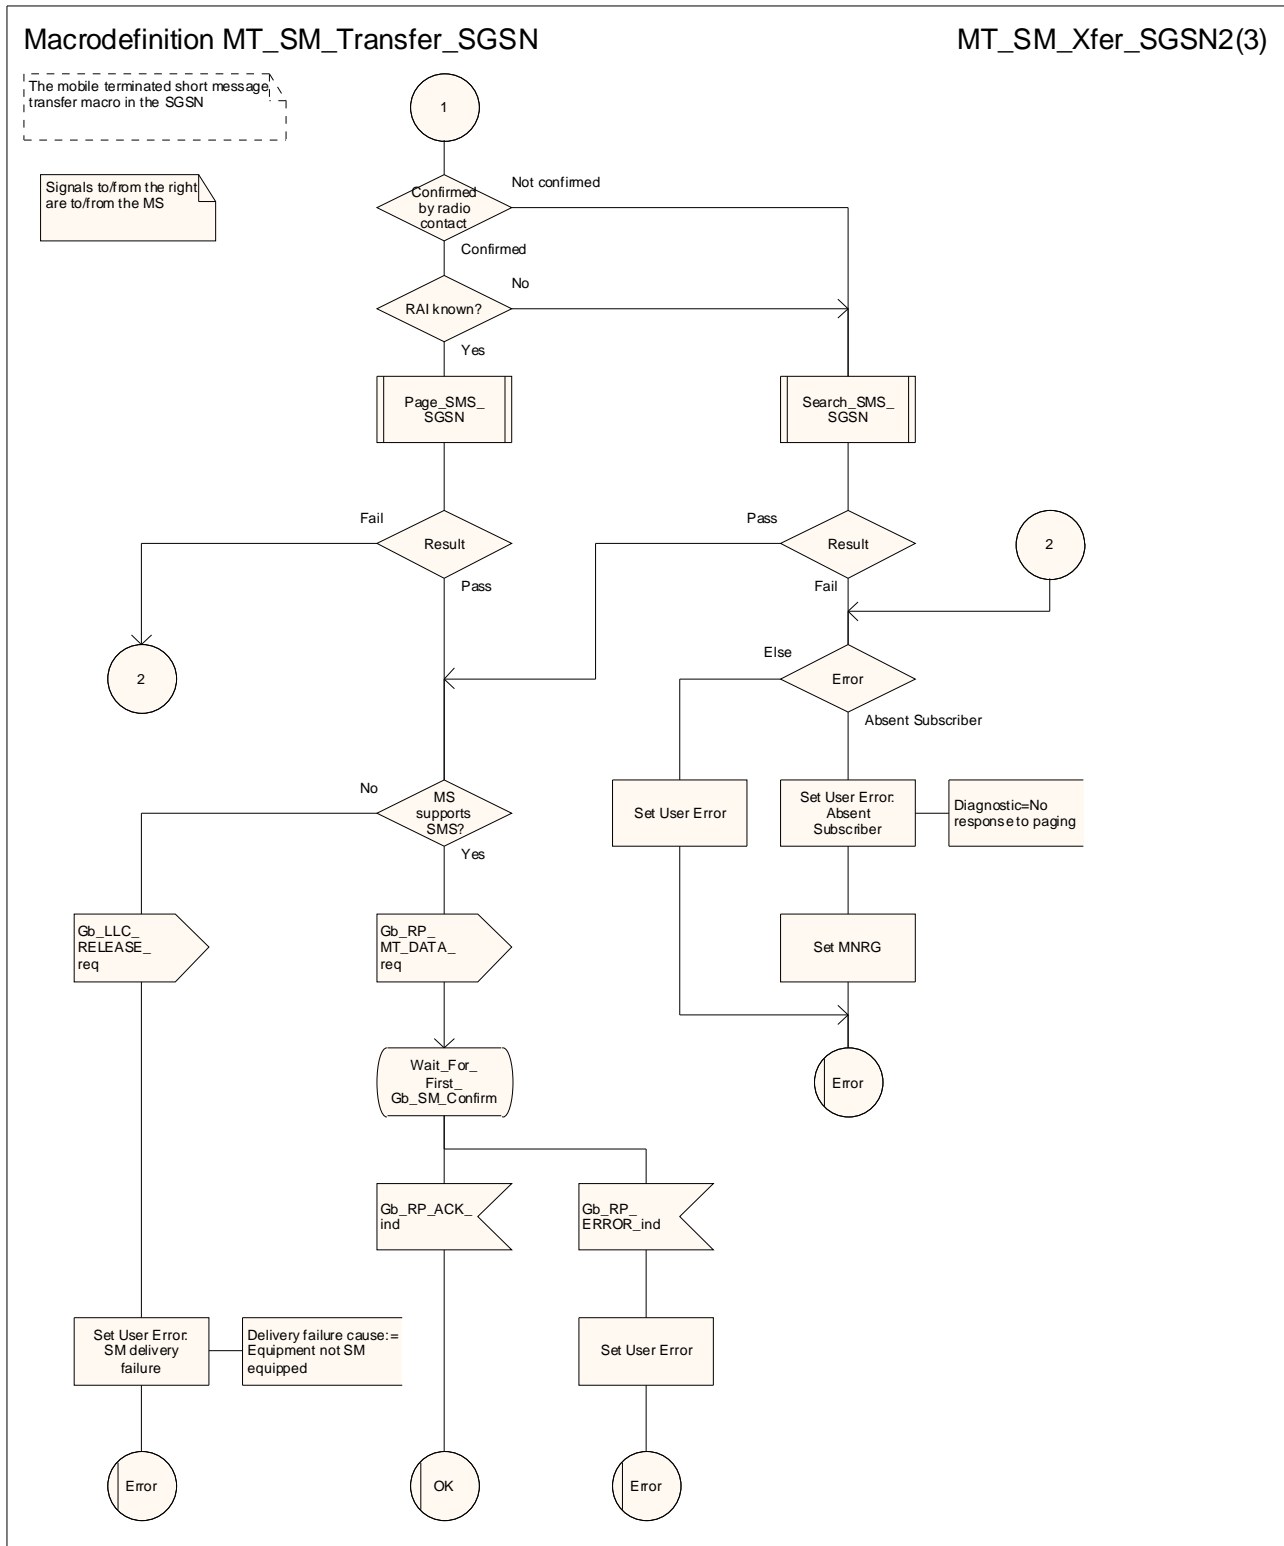 Macrodefinition MT_SM_Transfer_SGSN
MT_SM_Xfer_SGSN2(3)
The mobile terminated short message
transfer macro in the SGSN
1
Signals to/from the right
are to/from the MS
Confirmed
by radio
contact
Not confirmed
Confirmed
RAI known?
No
Yes
Page_SMS_
SGSN
Search_SMS_
SGSN
Fail
Result
Pass
Pass
Result
Fail
2
2
Else
Error
Absent Subscriber
No
MS
supports
SMS?
Yes
Set User Error
Set User Error:
Absent
Subscriber
Diagnostic=No
response to paging
Gb_LLC_
RELEASE_
req
Gb_RP_
MT_DATA_
req
Set MNRG
Wait_For_
First_
Gb_SM_Confirm
Error
Gb_RP_ACK_
ind
Gb_RP_
ERROR_ind
Set User Error:
SM delivery
failure
Delivery failure cause:=
Equipment not SM
equipped
Set User Error
Error
OK
Error